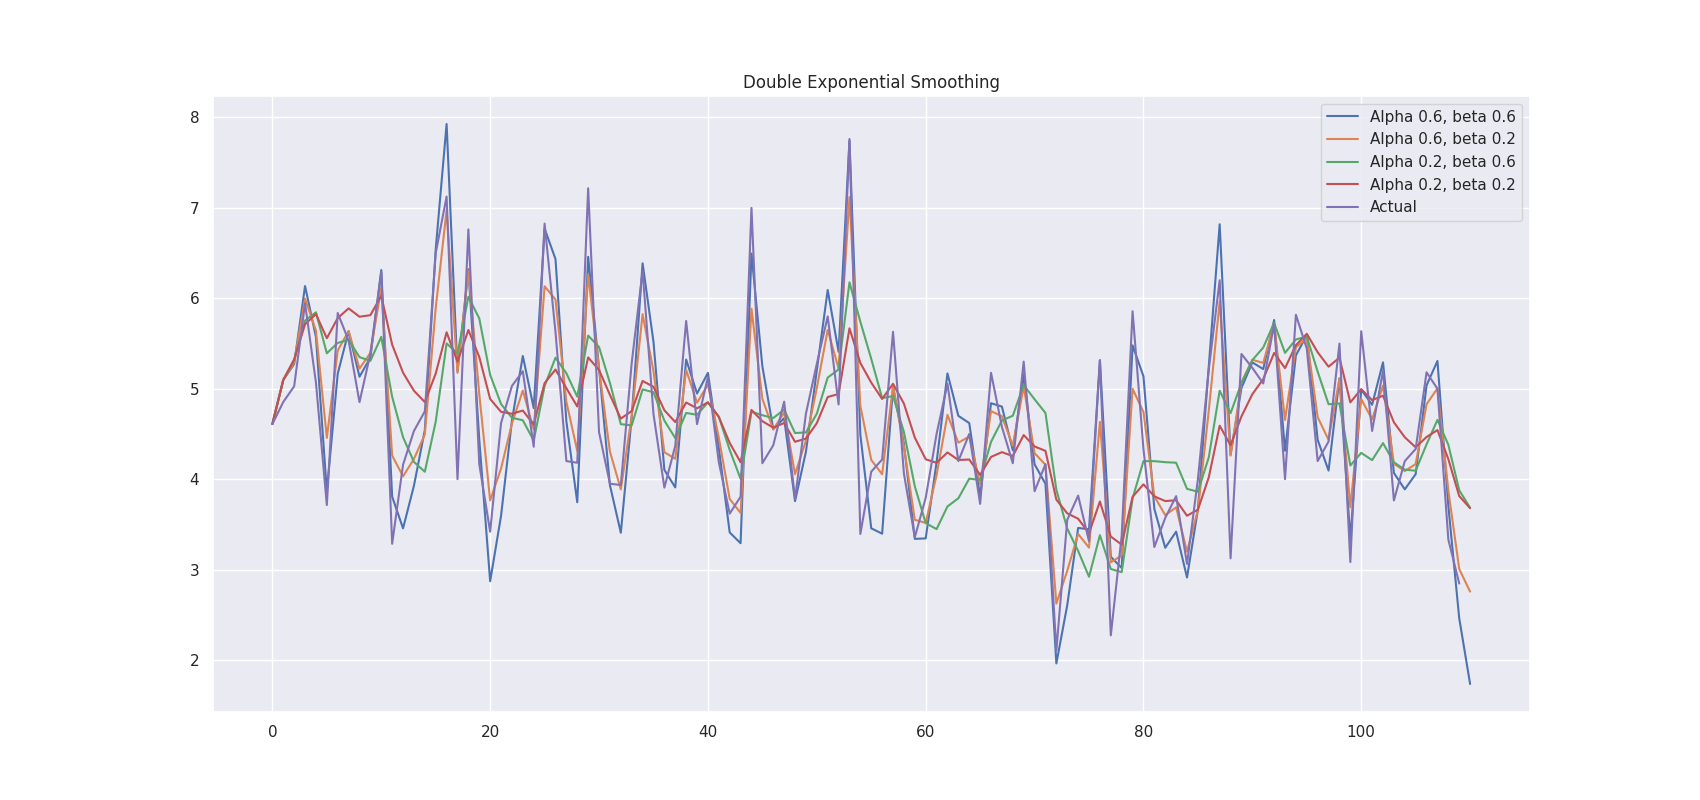 Double Exponential Smoothing
Alpha 0.6, beta 0.6
Alpha 0.6, beta 0.2
Alpha 0.2, beta 0.6
Alpha 0.2, beta 0.2
Actual
8
7
6
5
4
3
2
0 20 40 60 80 100